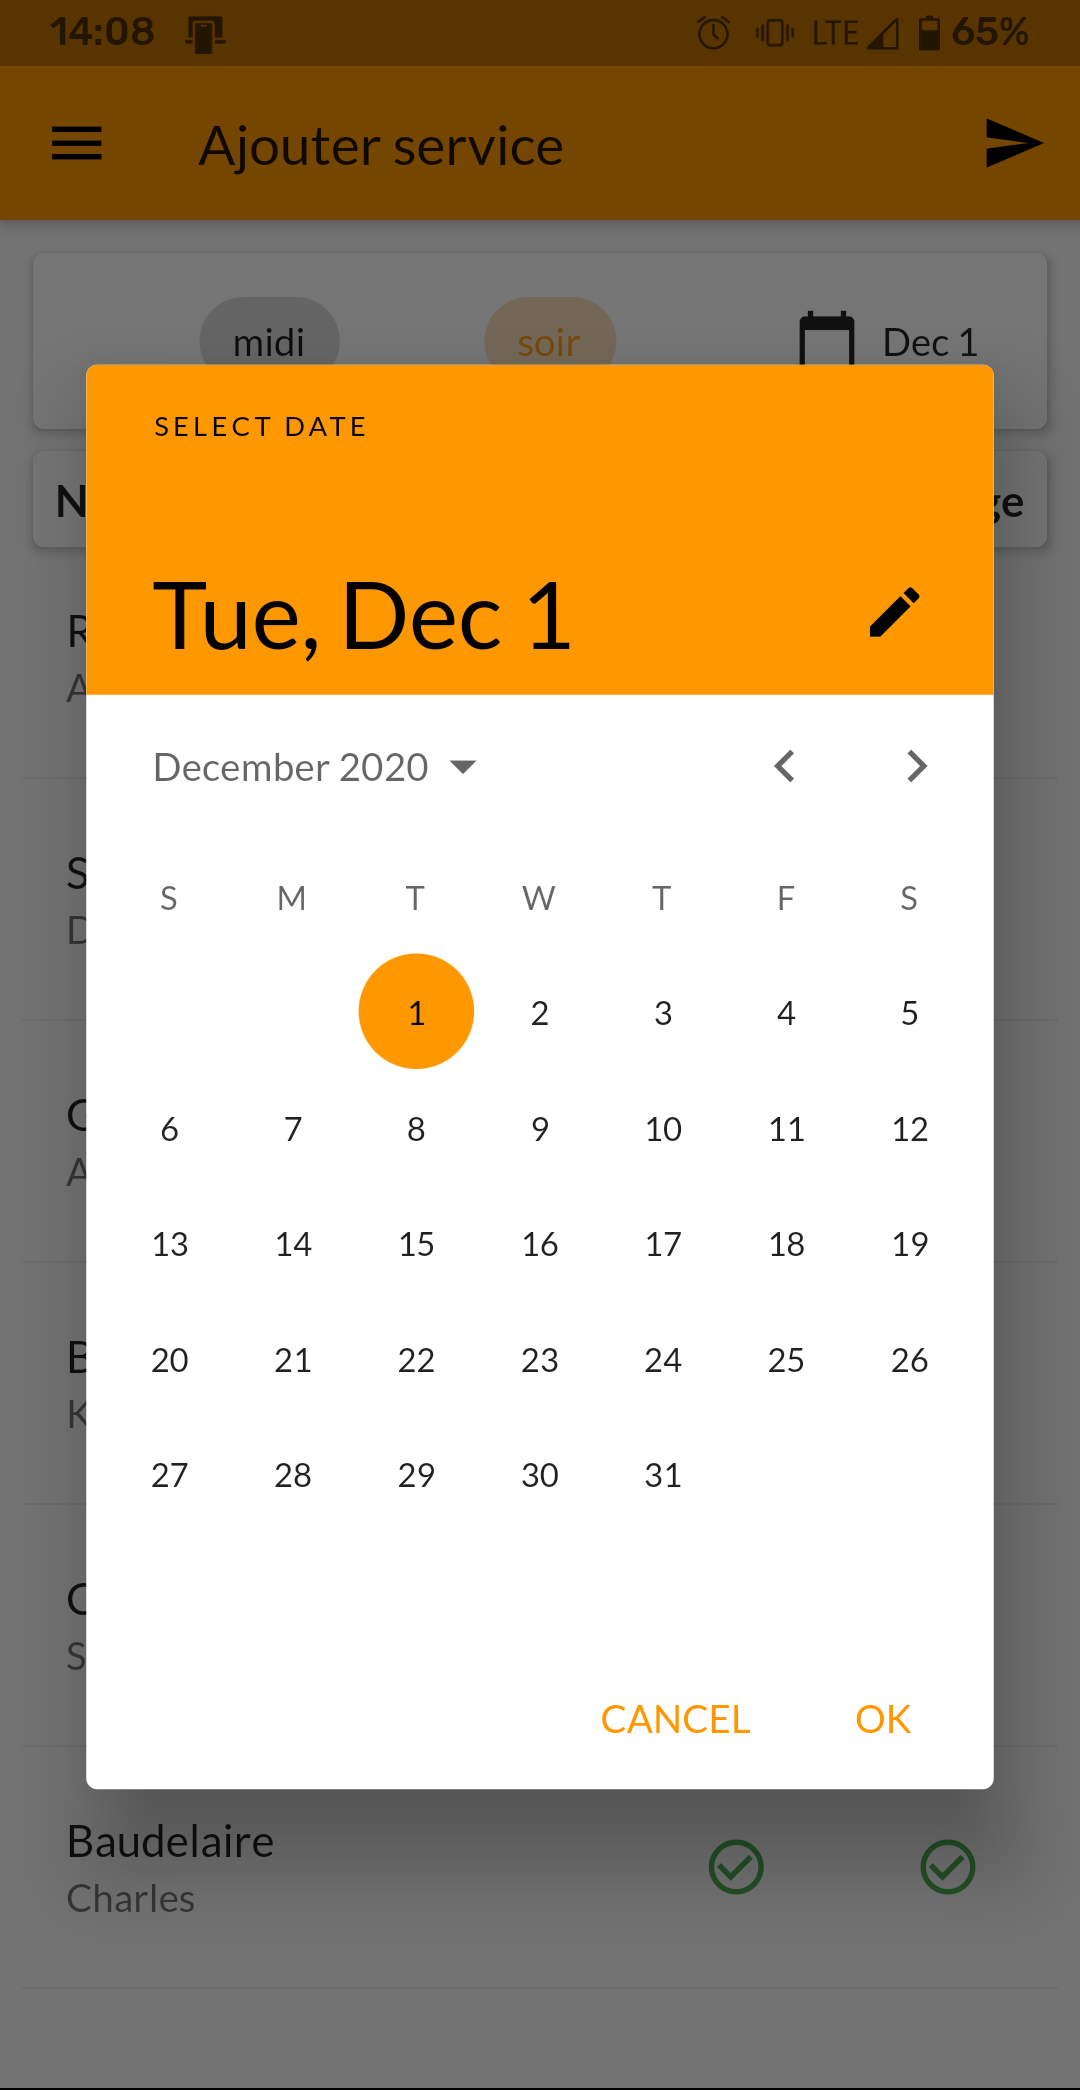 14:08 LTE 65%
Ajouter service
midi soir Dec 1
SELECT DATE
Tue, Dec 1
December 2020
S M T W T F S
1 2 3 4 5
6 7 8 9 10 11 12
13 14 15 16 17 18 19
20 21 22 23 24 25 26
27 28 29 30 31
CANCEL OK
Baudelaire
Charles